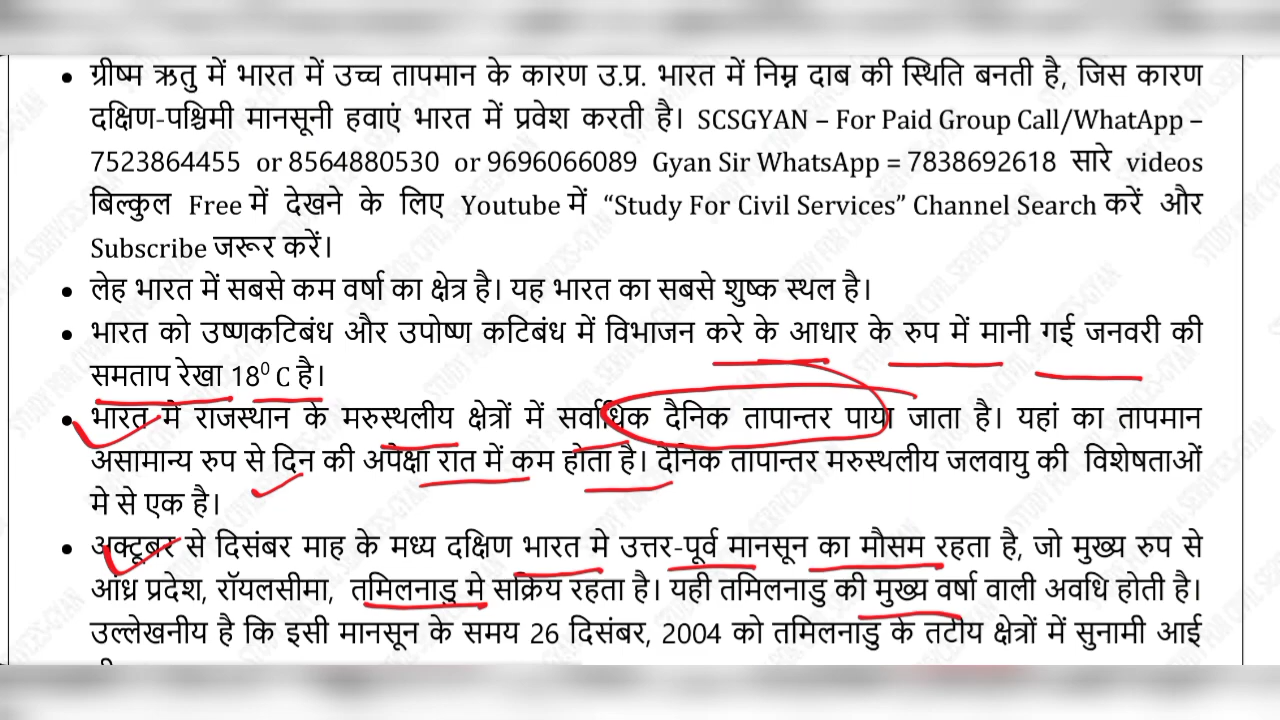 • ग्रीष्म ऋतु में भारत में उच्च तापमान के कारण उ.प्र. भारत में निम्न दाब की स्थिति बनती है, जिस कारण
दक्षिण-पश्चिमी मानसूनी हवाएं भारत में प्रवेश करती है। SCSGYAN – For Paid Group Call/WhatApp –
7523864455 or 8564880530 or 9696066089 Gyan Sir WhatsApp = 7838692618 सारे videos
बिल्कुल Free में देखने के लिए Youtube में “Study For Civil Services” Channel Search करें और
Subscribe जरूर करें।
• लेह भारत में सबसे कम वर्षा का क्षेत्र है। यह भारत का सबसे शुष्क स्थल है।
• भारत को उष्णकटिबंध और उपोष्ण कटिबंध में विभाजन करे के आधार के रुप में मानी गई जनवरी की
समताप रेखा 18⁰ C है।
• भारत मे राजस्थान के मरुस्थलीय क्षेत्रों में सर्वाधिक दैनिक तापान्तर पाया जाता है। यहां का तापमान
असामान्य रुप से दिन की अपेक्षा रात में कम होता है। दैनिक तापान्तर मरुस्थलीय जलवायु की विशेषताओं
मे से एक है।
• अक्टूबर से दिसंबर माह के मध्य दक्षिण भारत मे उत्तर-पूर्व मानसून का मौसम रहता है, जो मुख्य रुप से
आंध्र प्रदेश, रॉयलसीमा, तमिलनाडु मे सक्रिय रहता है। यही तमिलनाडु की मुख्य वर्षा वाली अवधि होती है।
उल्लेखनीय है कि इसी मानसून के समय 26 दिसंबर, 2004 को तमिलनाडु के तटीय क्षेत्रों में सुनामी आई